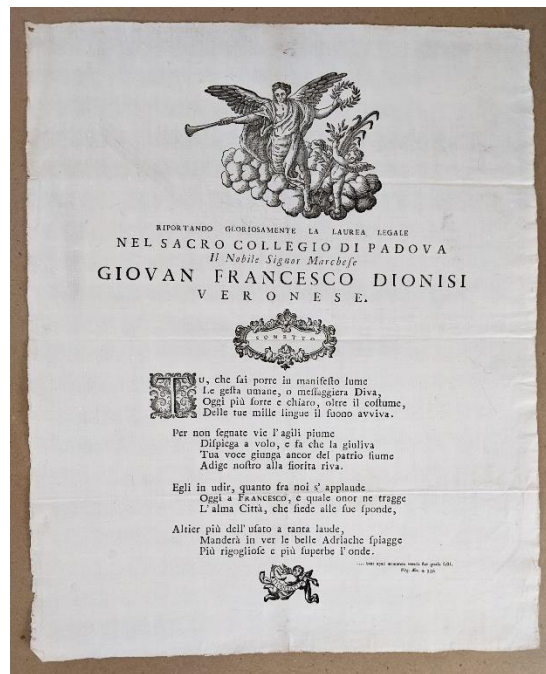 RIPORTANDO GLORIOSAMENTE LA LAUREA LEGALE
NEL SACRO COLLEGIO DI PADOVA
Il Nobile Signor Marcheſe
GIOVAN FRANCESCO DIONISI
VERONESE.
SONETTO
TU, che fai porre in manifeſto lume
Le geſta umane, o meſſaggiera Diva,
Oggi più forte e chiaro, oltre il coſtume,
Delle tue mille lingue il ſuono avviva.
Per non ſegnate vie l'agili piume
Diſpiega a volo, e fa che la giuliva
Tua voce giunga ancor del patrio fiume
Adige noſtro alla fiorita riva.
Egli in udir, quanto fra noi s'applaude
Oggi a FRANCESCO, e quale onor ne tragge
L'alma Città, che ſiede alle ſue ſponde,
Altier più dell'uſato a tanta laude,
Manderà in ver le belle Adriache ſpiagge
Più rigoglioſe e più ſuperbe l'onde.